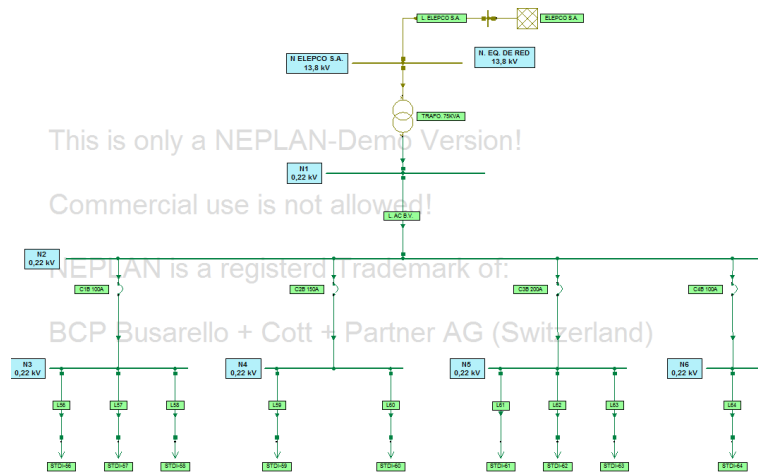 L. ELEPCO S.A.
ELEPCO S.A.
N ELEPCO S.A.
13,8 kV
N. EQ. DE RED
13,8 kV
TRAFO. 75KVA
This is only a NEPLAN-Demo Version!
N1
0,22 kV
Commercial use is not allowed!
L. AC B.V.
N2
0,22 kV
NEPLAN is a registerd Trademark of:
C1B 100A
C2B 150A
C3B 200A
C4B 100A
BCP Busarello + Cott + Partner AG (Switzerland)
N3
0,22 kV
N4
0,22 kV
N5
0,22 kV
N6
0,22 kV
L56
L57
L58
L59
L60
L61
L62
L63
L64
STDI-56
STDI-57
STDI-58
STDI-59
STDI-60
STDI-61
STDI-62
STDI-63
STDI-64